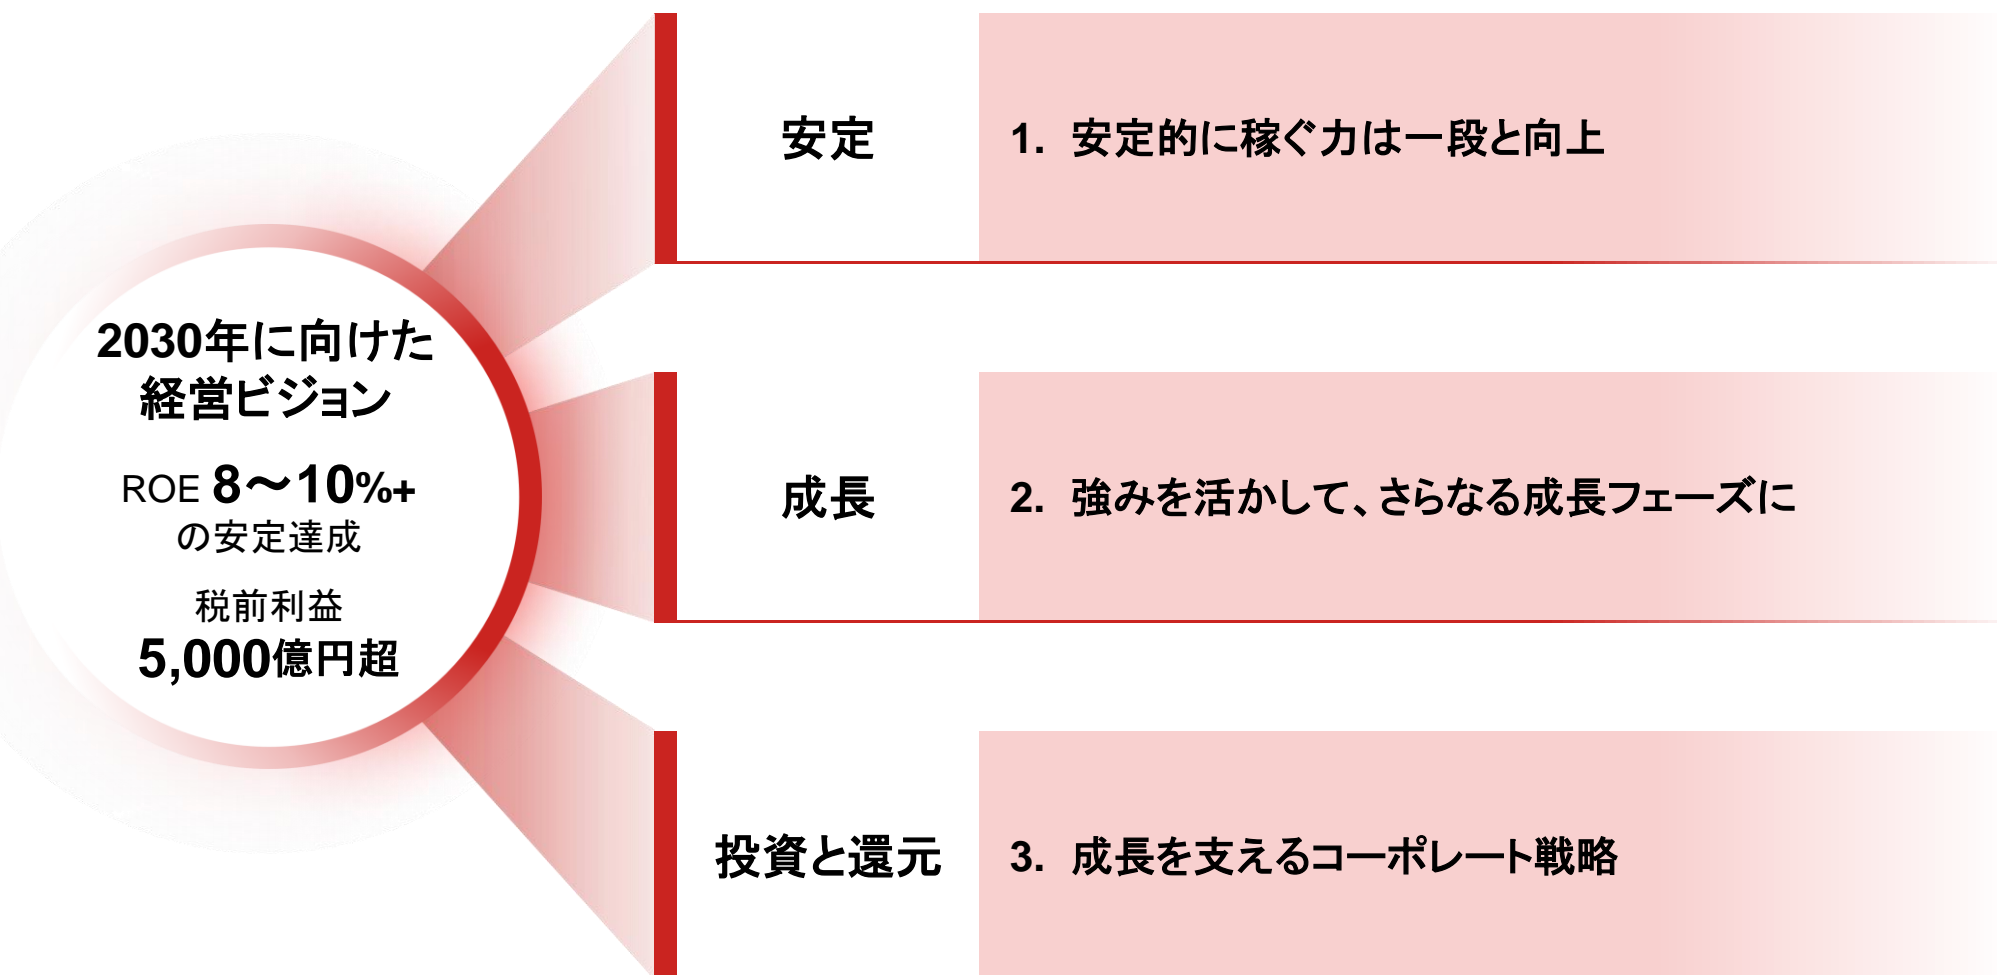 2030年に向けた
経営ビジョン
ROE 8～10%+
の安定達成
税前利益
5,000億円超
安定
1. 安定的に稼ぐ力は一段と向上
成長
2. 強みを活かして、さらなる成長フェーズに
投資と還元
3. 成長を支えるコーポレート戦略